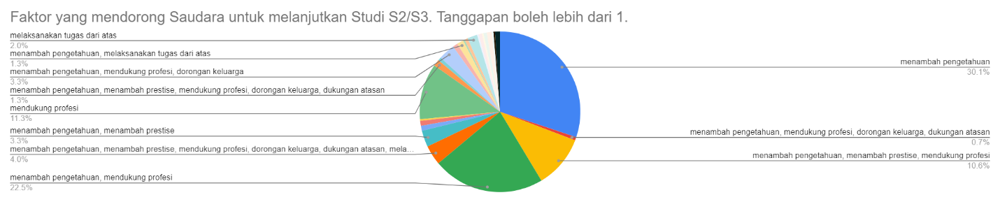 Faktor yang mendorong Saudara untuk melanjutkan Studi S2/S3. Tanggapan boleh lebih dari 1.
melaksanakan tugas dari atas
2.0%
menambah pengetahuan, melaksanakan tugas dari atas
1.3%
menambah pengetahuan, mendukung profesi, dorongan keluarga
3.3%
menambah pengetahuan, menambah prestise, mendukung profesi, dorongan keluarga, dukungan atasan
1.3%
mendukung profesi
11.3%
menambah pengetahuan, menambah prestise
3.3%
menambah pengetahuan, menambah prestise, mendukung profesi, dorongan keluarga, dukungan atasan, mela…
4.0%
menambah pengetahuan, mendukung profesi
22.5%
menambah pengetahuan
30.1%
menambah pengetahuan, mendukung profesi, dorongan keluarga, dukungan atasan
0.7%
menambah pengetahuan, menambah prestise, mendukung profesi
10.6%